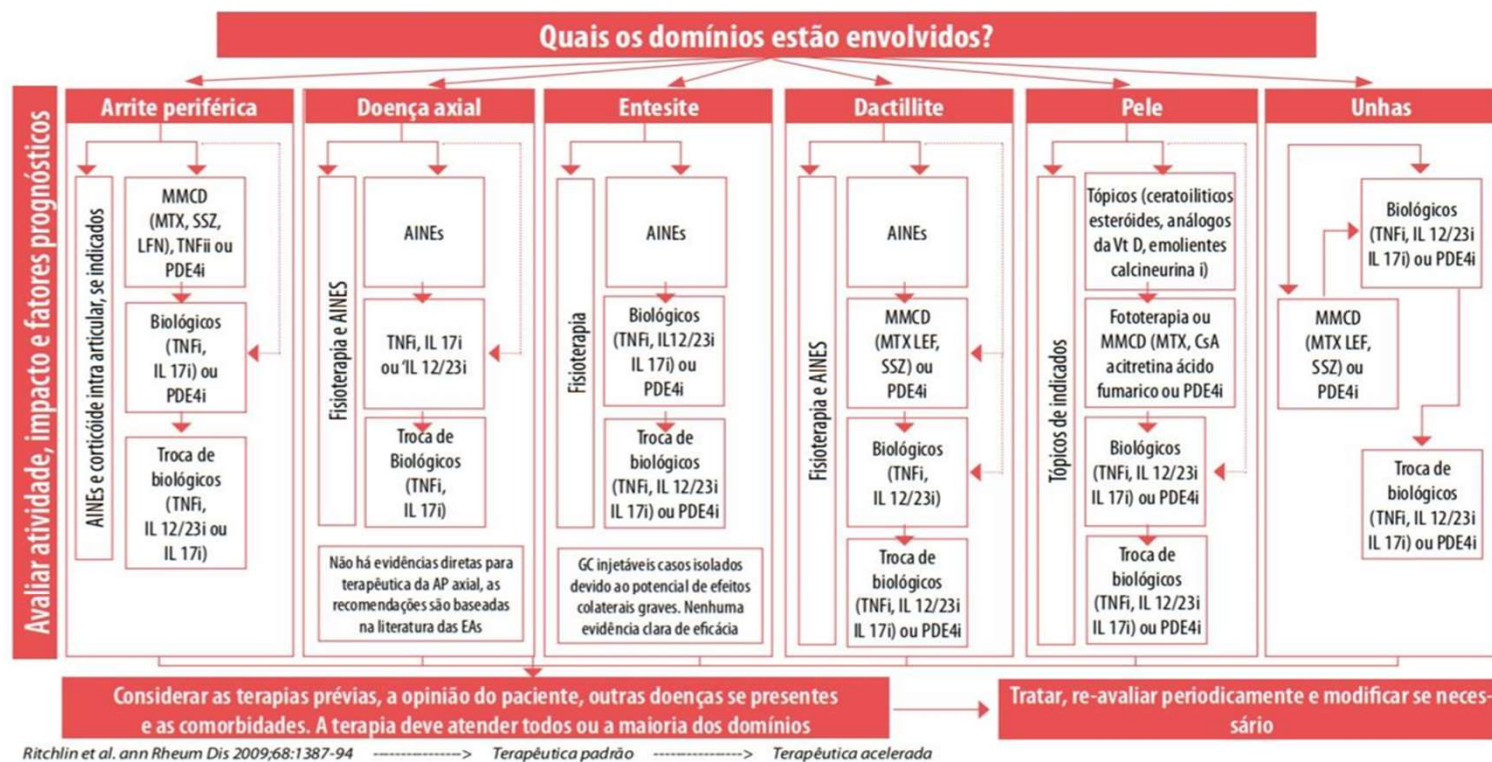 Quais os domínios estão envolvidos?
Avaliar atividade, impacto e fatores prognósticos
Arrite periférica
AINEs e corticóide intra articular, se indicados
MMCD
(MTX, SSZ,
LFN), TNFii ou
PDE4i
Biológicos
(TNFi,
IL 17i) ou
PDE4i
Troca de
biológicos
(TNFi,
IL 12/23i ou
IL 17i)
Doença axial
Fisioterapia e AINES
AINEs
TNFi, IL 17i
ou 'IL 12/23i
Troca de
Biológicos
(TNFi,
IL 17i)
Não há evidências diretas para
terapêutica da AP axial, as
recomendações são baseadas
na literatura das EAs
Entesite
Fisioterapia
AINEs
Biológicos
(TNFi, IL12/23i
IL 17i) ou
PDE4i
Troca de
biológicos
(TNFi, IL 12/23i
IL 17i) ou PDE4i
GC injetáveis casos isolados
devido ao potencial de efeitos
colaterais graves. Nenhuma
evidência clara de eficácia
Dactillite
Fisioterapia e AINES
AINEs
MMCD
(MTX LEF,
SSZ) ou
PDE4i
Biológicos
(TNFi,
IL 12/23i)
Troca de
biológicos
(TNFi, IL 12/23i
IL 17i) ou PDE4i
Pele
Tópicos de indicados
Tópicos (ceratoiliticos
esteróides, análogos
da Vt D, emolientes
calcineurina i)
Fototerapia ou
MMCD (MTX, CsA
acitretina ácido
fumarico ou PDE4i
Biológicos
(TNFi, IL 12/23i
IL 17i) ou PDE4i
Troca de
biológicos
(TNFi, IL 12/23i
IL 17i) ou PDE4i
Unhas
Biológicos
(TNFi, IL 12/23i
IL 17i) ou PDE4i
MMCD
(MTX LEF,
SSZ) ou
PDE4i
Troca de
biológicos
(TNFi, IL 12/23i
IL 17i) ou PDE4i
Considerar as terapias prévias, a opinião do paciente, outras doenças se presentes
e as comorbidades. A terapia deve atender todos ou a maioria dos domínios
Tratar, re-avaliar periodicamente e modificar se neces-
sário
Ritchlin et al. ann Rheum Dis 2009;68:1387-94 ----------------> Terapêutica padrão ----------------> Terapêutica acelerada